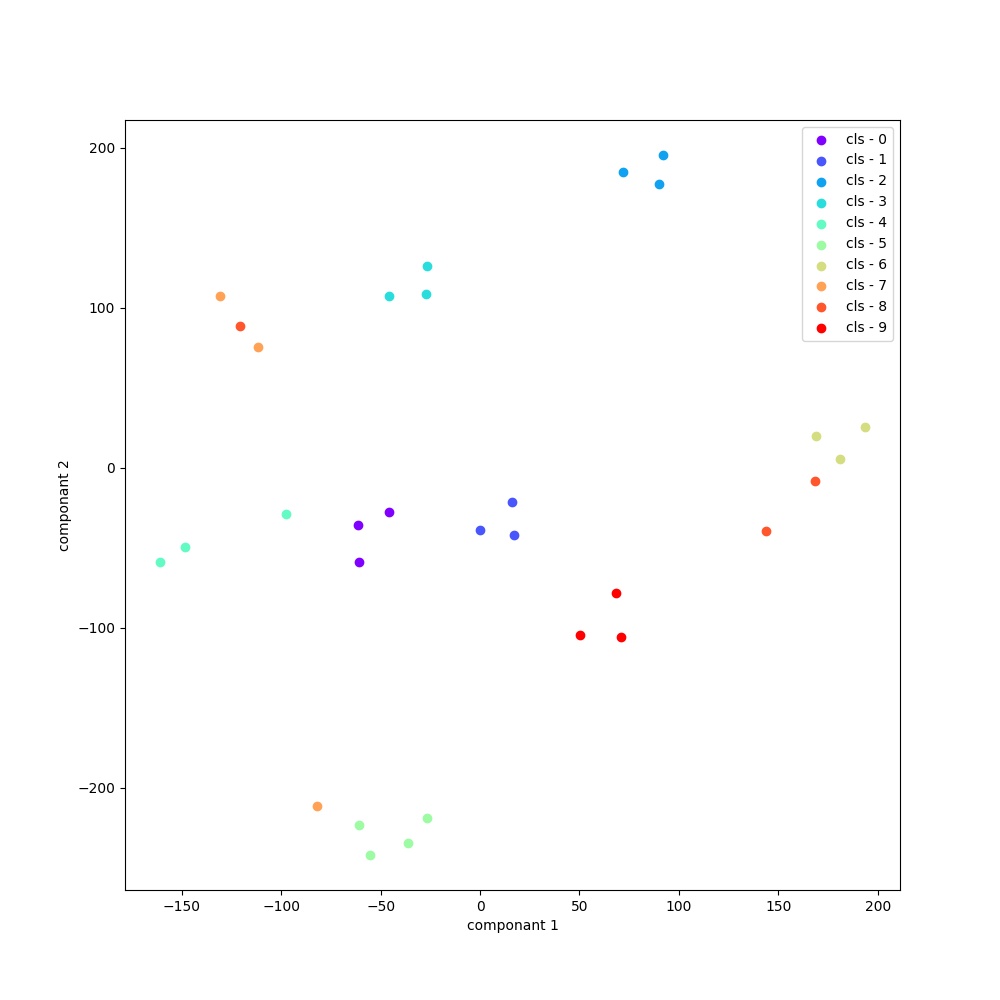 200
100
0
−100
−200
componant 2
−150
−100
−50
0
50
100
150
200
componant 1
cls - 0
cls - 1
cls - 2
cls - 3
cls - 4
cls - 5
cls - 6
cls - 7
cls - 8
cls - 9